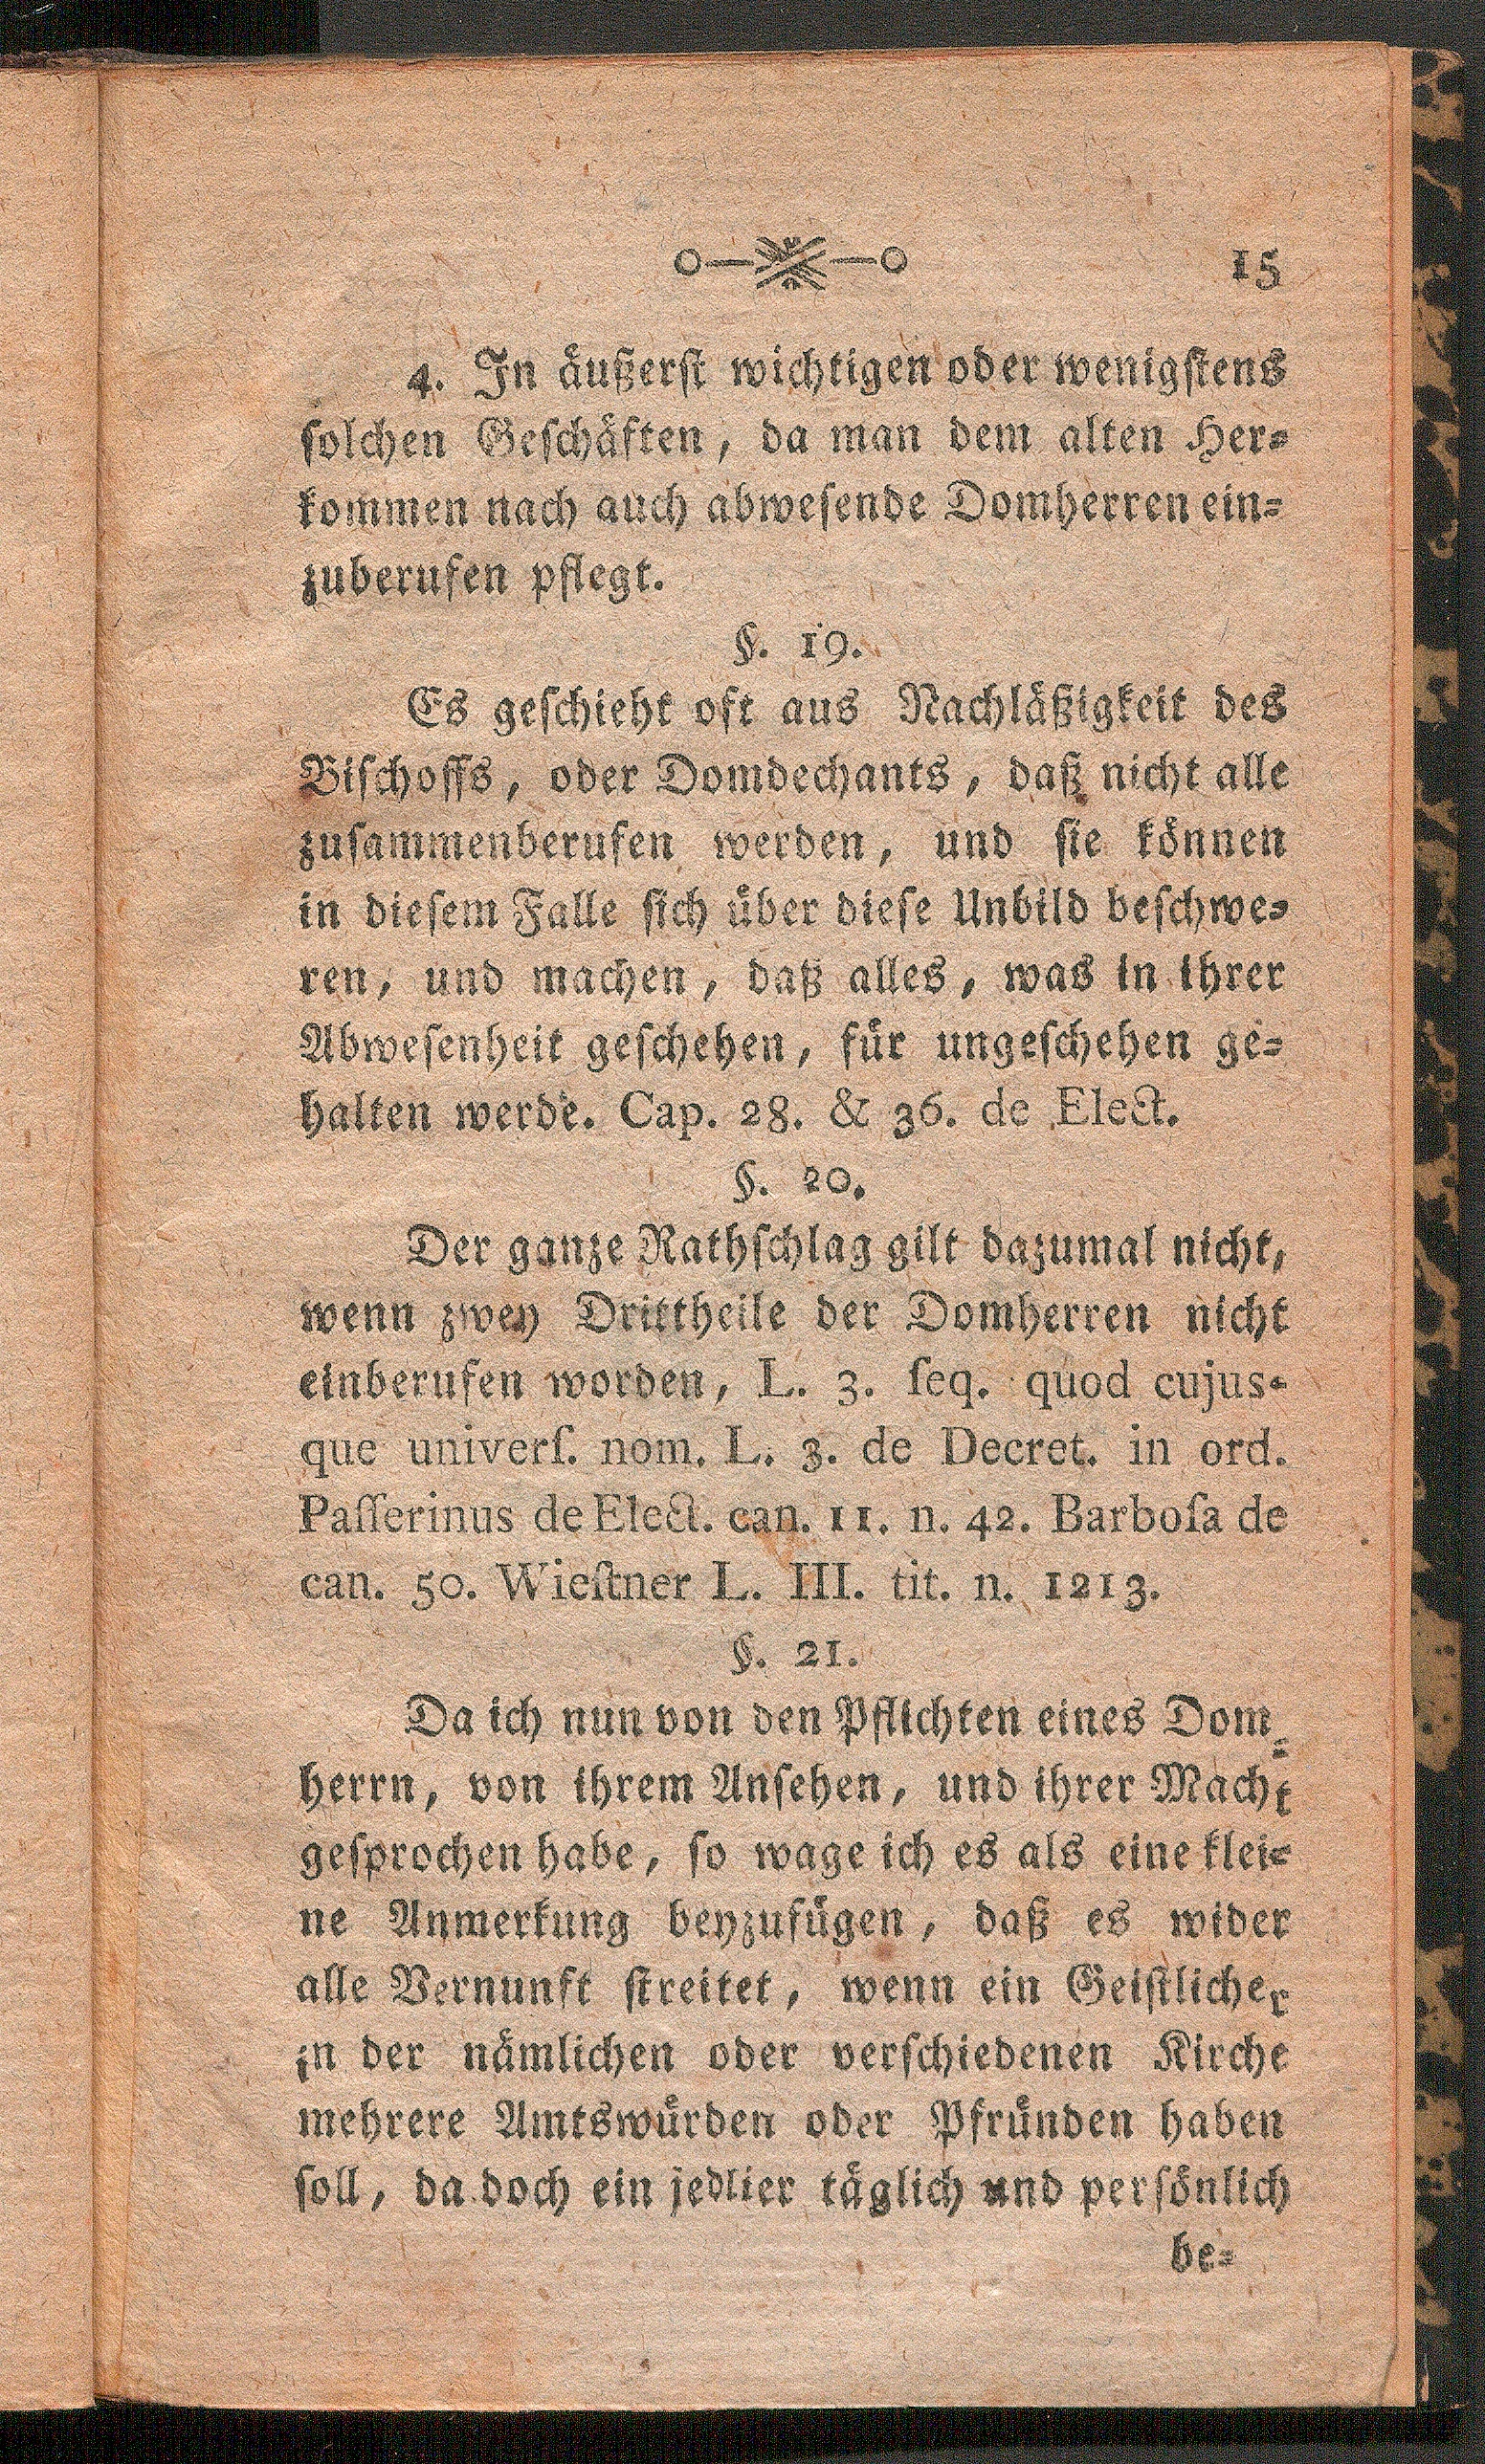 15
4. In äußerst wichtigen oder wenigstens
solchen Geschäften, da man dem alten Her-
kommen nach auch abwesende Domherren ein-
zuberufen pflegt.
§. 19.
Es geschieht oft aus Nachläßigkeit des
Bischoffs, oder Domdechants, daß nicht alle
zusammenberufen werden, und sie können
in diesem Falle sich über diese Unbild beschwe-
ren, und machen, daß alles, was in ihrer
Abwesenheit geschehen, für ungeschehen ge-
halten werde. Cap. 28. & 36. de Elect.
§. 20.
Der ganze Rathschlag gilt dazumal nicht,
wenn zwey Drittheile der Domherren nicht
einberufen worden, L. 3. ſeq. quod cujus-
que univerſ. nom. L. 3. de Decret. in ord.
Paſſerinus de Elect. can. 11. n. 42. Barboſa de
can. 50. Wieſtner L. III. tit. n. 1213.
§. 21.
Da ich nun von den Pflichten eines Dom-
herrn, von ihrem Ansehen, und ihrer Macht
gesprochen habe, so wage ich es als eine klei-
ne Anmerkung beyzufügen, daß es wider
alle Vernunft streitet, wenn ein Geistlicher
in der nämlichen oder verschiedenen Kirche
mehrere Amtswürden oder Pfründen haben
soll, da doch ein jedlier täglich und persönlich
be-